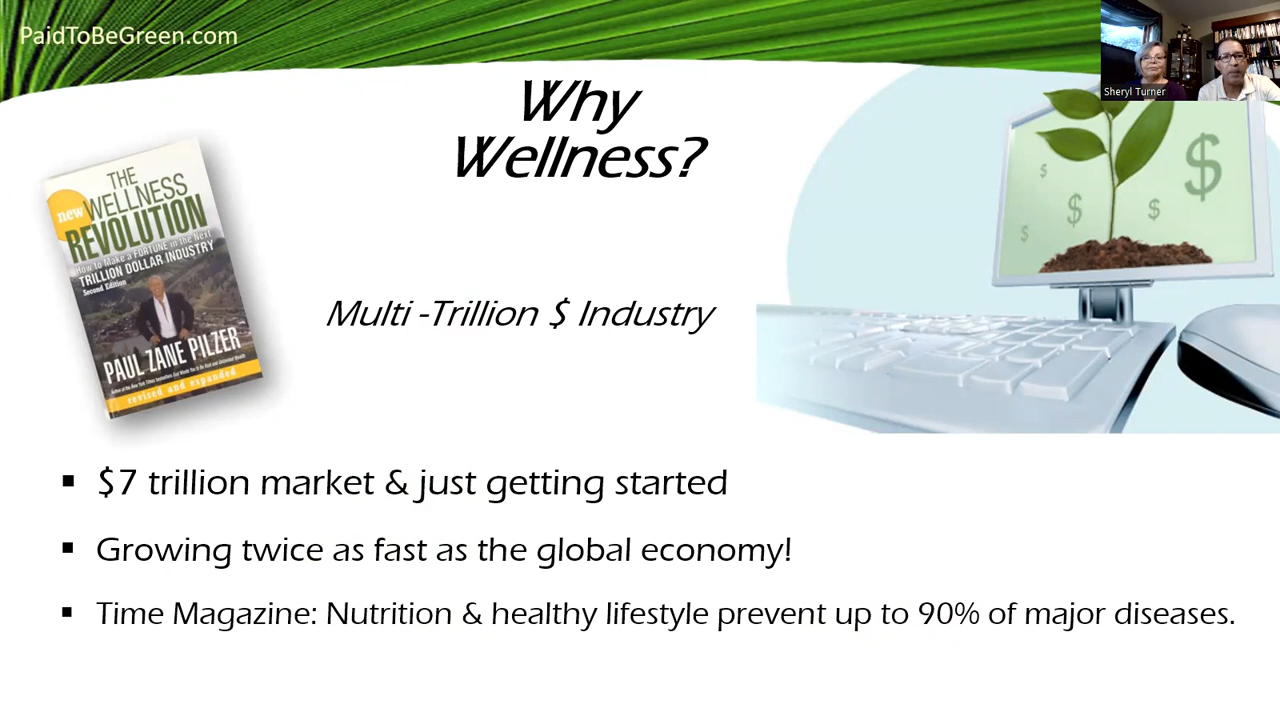 PaidToBeGreen.com
Sheryl Turner
Why
Wellness?
THE
new WELLNESS
REVOLUTION
How to Make a FORTUNE in the Next
TRILLION DOLLAR INDUSTRY
Second Edition
PAUL ZANE PILZER
revised and expanded
$
$
$
$
$
Multi -Trillion $ Industry
▪ $7 trillion market & just getting started
▪ Growing twice as fast as the global economy!
▪ Time Magazine: Nutrition & healthy lifestyle prevent up to 90% of major diseases.